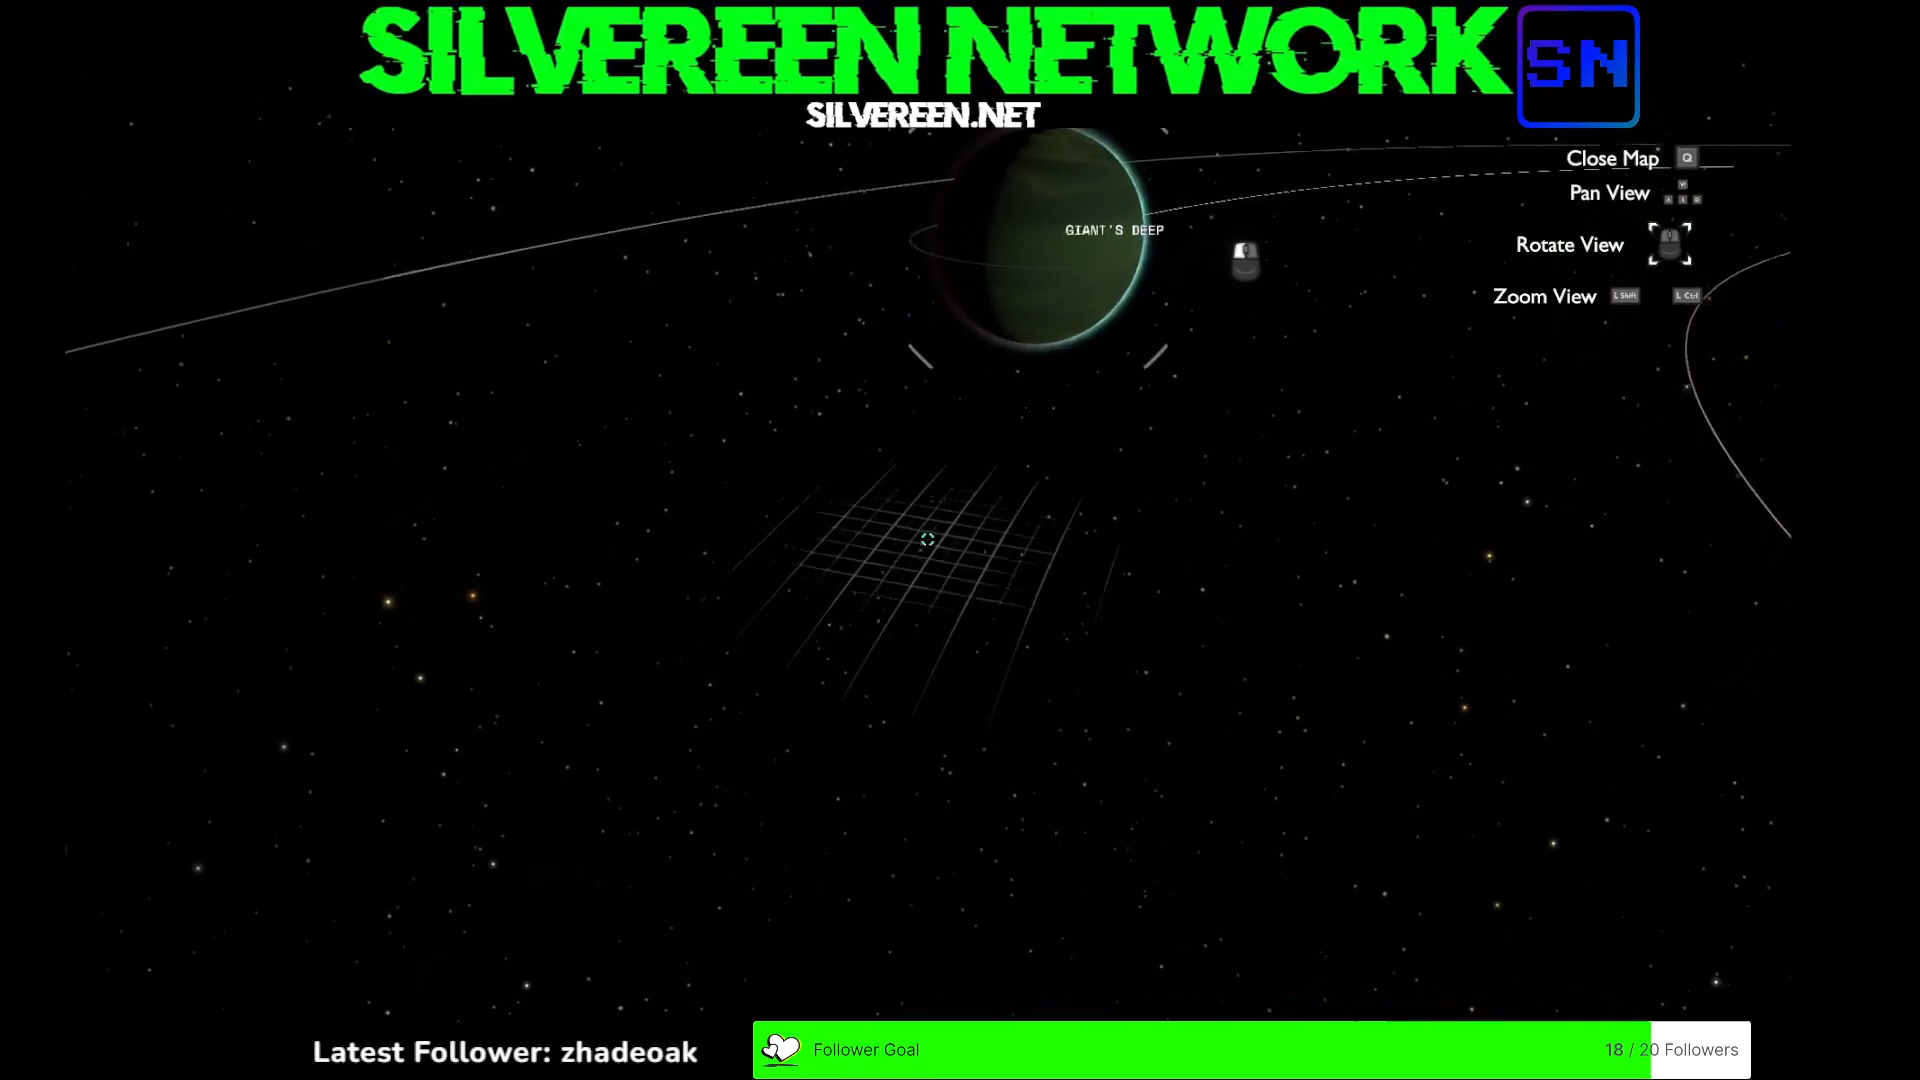 SILVEREEN NETWORK
SN
SILVEREEN.NET
Close Map Q
Pan View W A S D
GIANT'S DEEP
Rotate View
Zoom View L Shift L Ctrl
Latest Follower: zhadeoak
Follower Goal
18 / 20 Followers